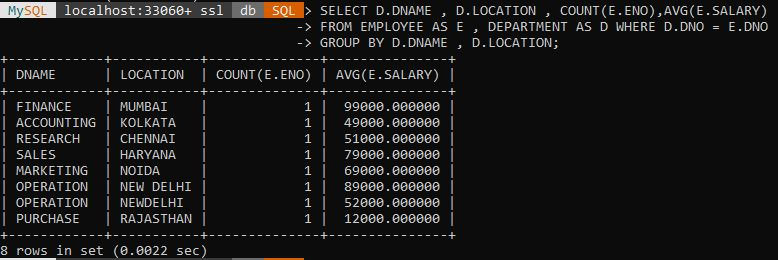 MySQL localhost:33060+ ssl db SQL > SELECT D.DNAME , D.LOCATION , COUNT(E.ENO),AVG(E.SALARY)
-> FROM EMPLOYEE AS E , DEPARTMENT AS D WHERE D.DNO = E.DNO
-> GROUP BY D.DNAME , D.LOCATION;
+------------+-----------+--------------+---------------+
| DNAME | LOCATION | COUNT(E.ENO) | AVG(E.SALARY) |
+------------+-----------+--------------+---------------+
| FINANCE | MUMBAI | 1 | 99000.000000 |
| ACCOUNTING | KOLKATA | 1 | 49000.000000 |
| RESEARCH | CHENNAI | 1 | 51000.000000 |
| SALES | HARYANA | 1 | 79000.000000 |
| MARKETING | NOIDA | 1 | 69000.000000 |
| OPERATION | NEW DELHI | 1 | 89000.000000 |
| OPERATION | NEWDELHI | 1 | 52000.000000 |
| PURCHASE | RAJASTHAN | 1 | 12000.000000 |
+------------+-----------+--------------+---------------+
8 rows in set (0.0022 sec)